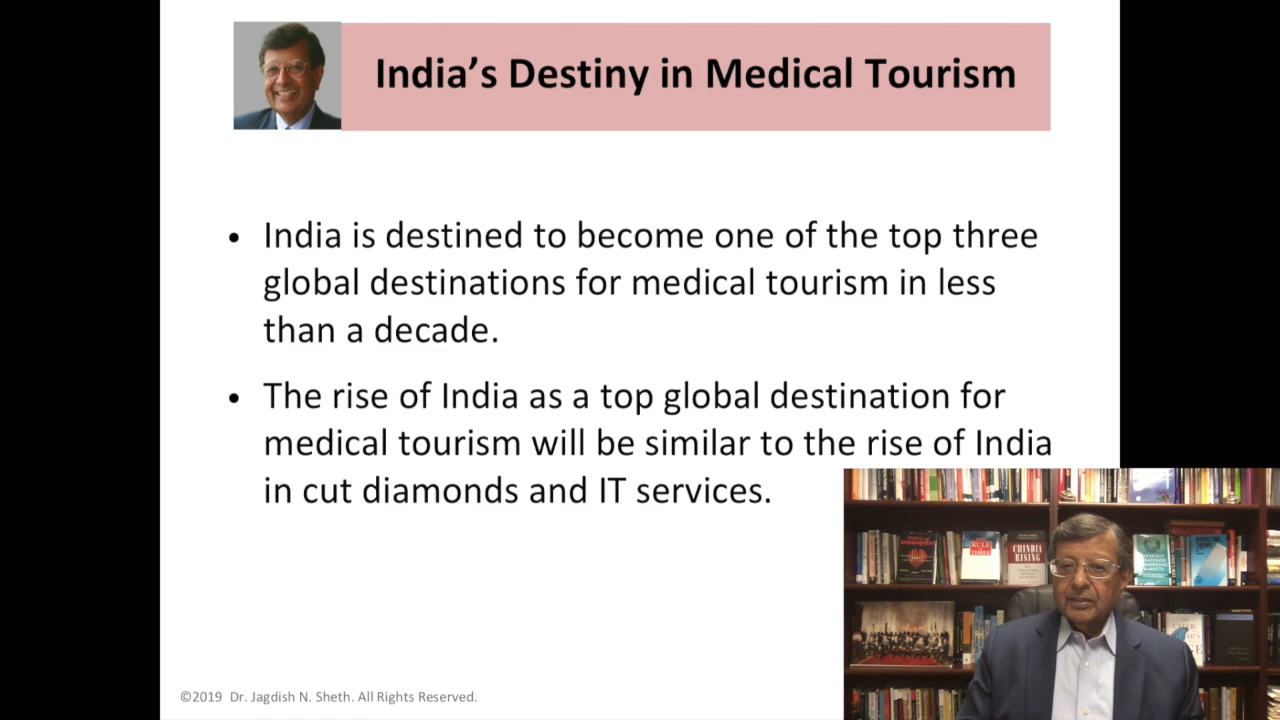 India’s Destiny in Medical Tourism
• India is destined to become one of the top three
global destinations for medical tourism in less
than a decade.
• The rise of India as a top global destination for
medical tourism will be similar to the rise of India
in cut diamonds and IT services.
CHINDIA
RISING
©2019 Dr. Jagdish N. Sheth. All Rights Reserved.